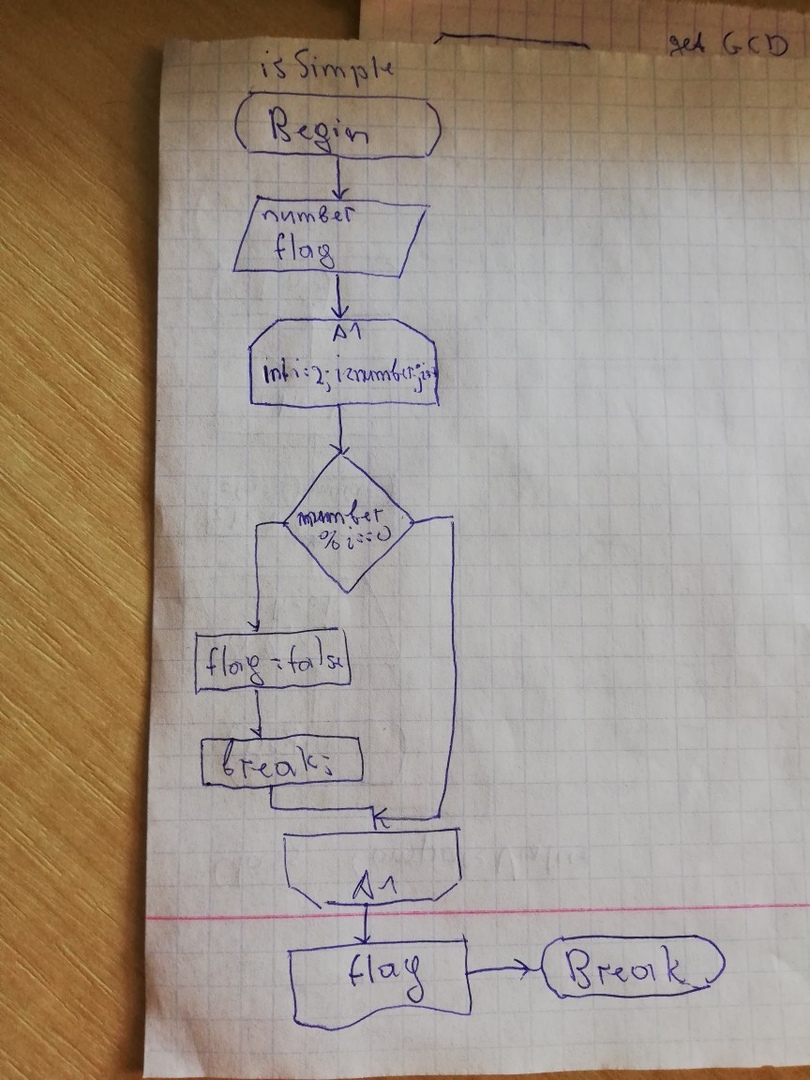 get GCD
isSimple
Begin
number
flag
A1
int i=2; i<number; i++
number
% i==0
flag=false
break;
A1
flag
Break